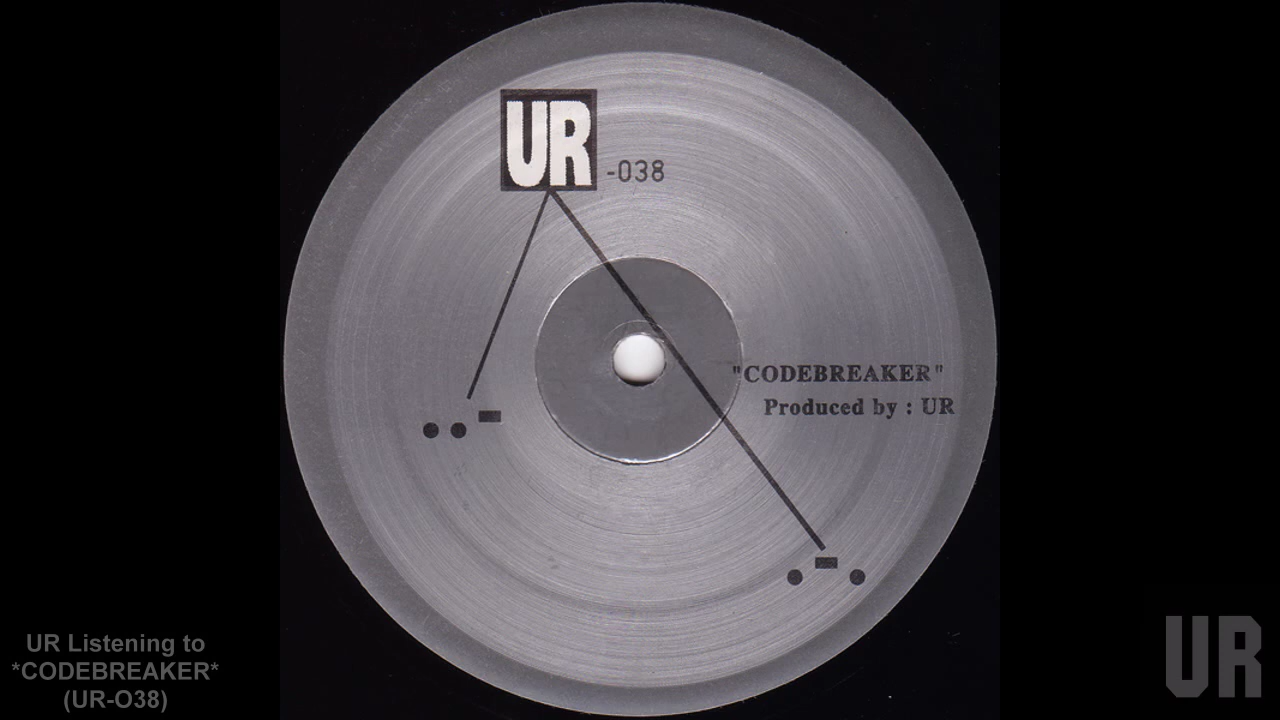 UR
-038
"CODEBREAKER"
Produced by : UR
UR Listening to
*CODEBREAKER*
(UR-O38)
UR